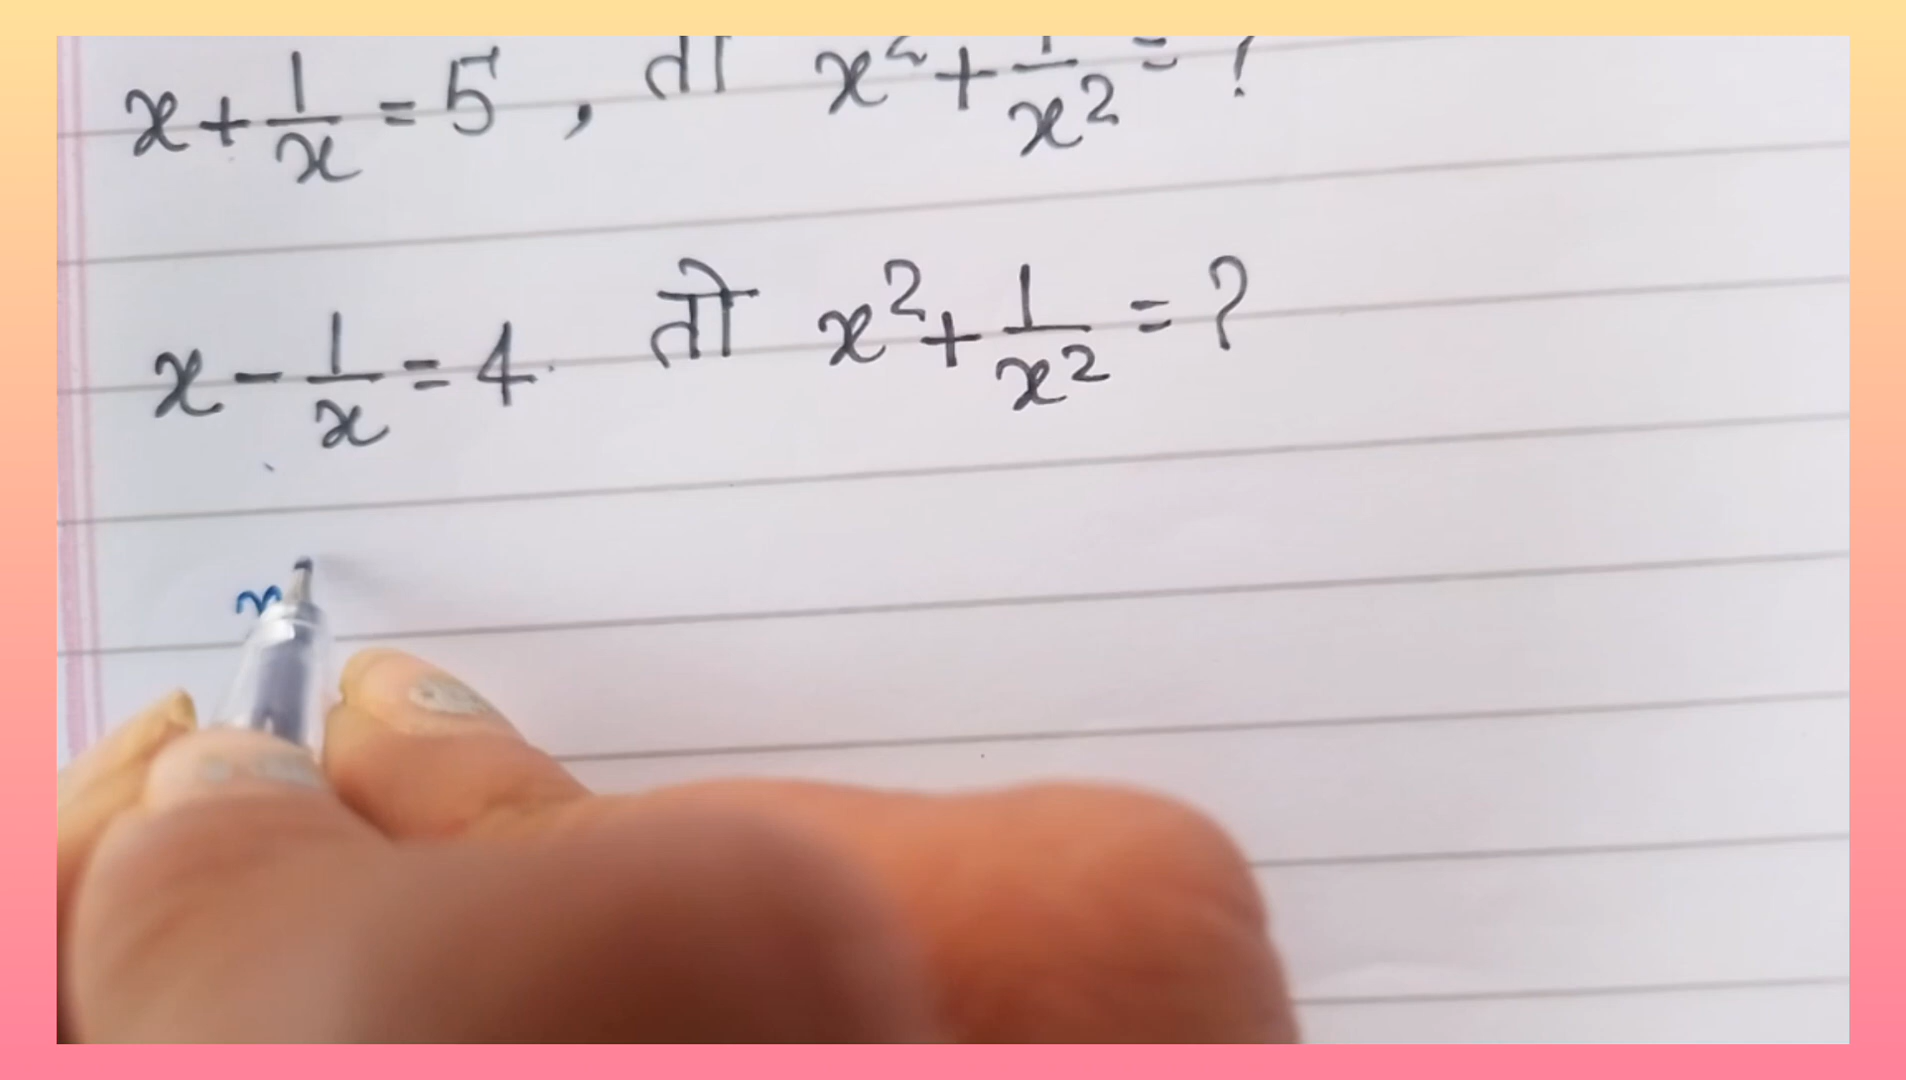 x + 1/x = 5 , तो x² + 1/x² = ?
x - 1/x = 4 तो x² + 1/x² = ?